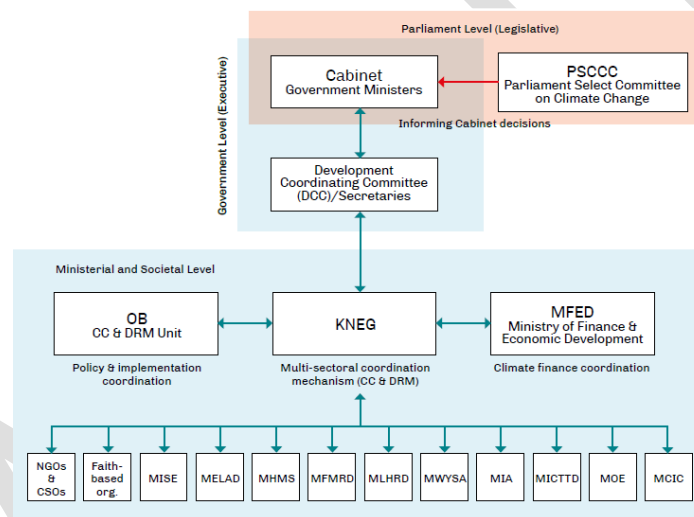 Parliament Level (Legislative)
Government Level (Executive)
Cabinet
Government Ministers
PSCCC
Parliament Select Committee
on Climate Change
Informing Cabinet decisions
Development
Coordinating Committee
(DCC)/Secretaries
Ministerial and Societal Level
OB
CC & DRM Unit
KNEG
MFED
Ministry of Finance &
Economic Development
Policy & implementation
coordination
Multi-sectoral coordination
mechanism (CC & DRM)
Climate finance coordination
NGOs
&
CSOs
Faith-
based
org.
MISE
MELAD
MHMS
MFMRD
MLHRD
MWYSA
MIA
MICTTD
MOE
MCIC